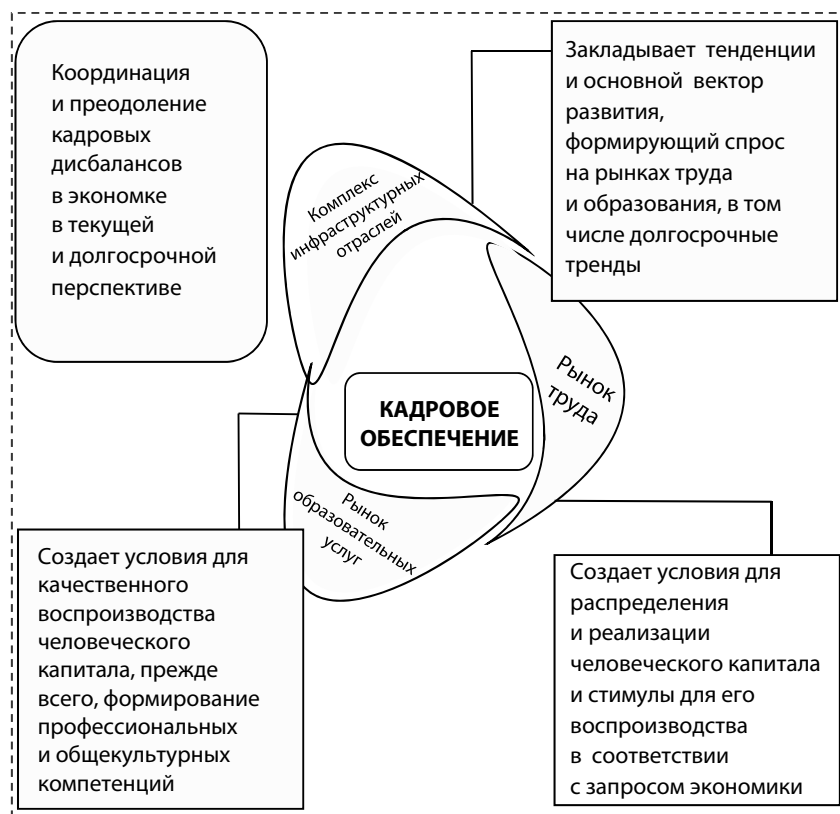 Координация
и преодоление
кадровых
дисбалансов
в экономке
в текущей
и долгосрочной
перспективе
Закладывает тенденции
и основной вектор
развития,
формирующий спрос
на рынках труда
и образования, в том
числе долгосрочные
тренды
Комплекс
инфраструктурных
отраслей
Рынок
труда
КАДРОВОЕ
ОБЕСПЕЧЕНИЕ
Рынок
образовательных
услуг
Создает условия для
качественного
воспроизводства
человеческого
капитала, прежде
всего, формирование
профессиональных
и общекультурных
компетенций
Создает условия для
распределения
и реализации
человеческого капитала
и стимулы для его
воспроизводства
в соответствии
с запросом экономики